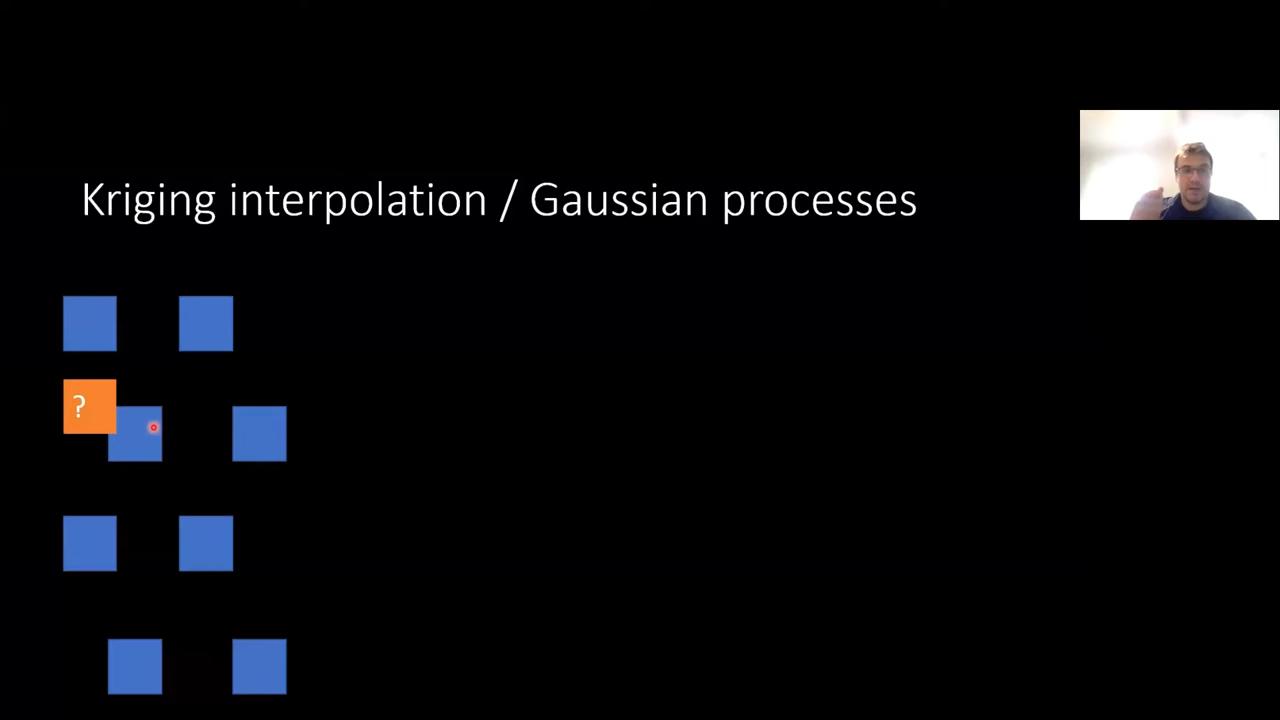 Kriging interpolation / Gaussian processes
?